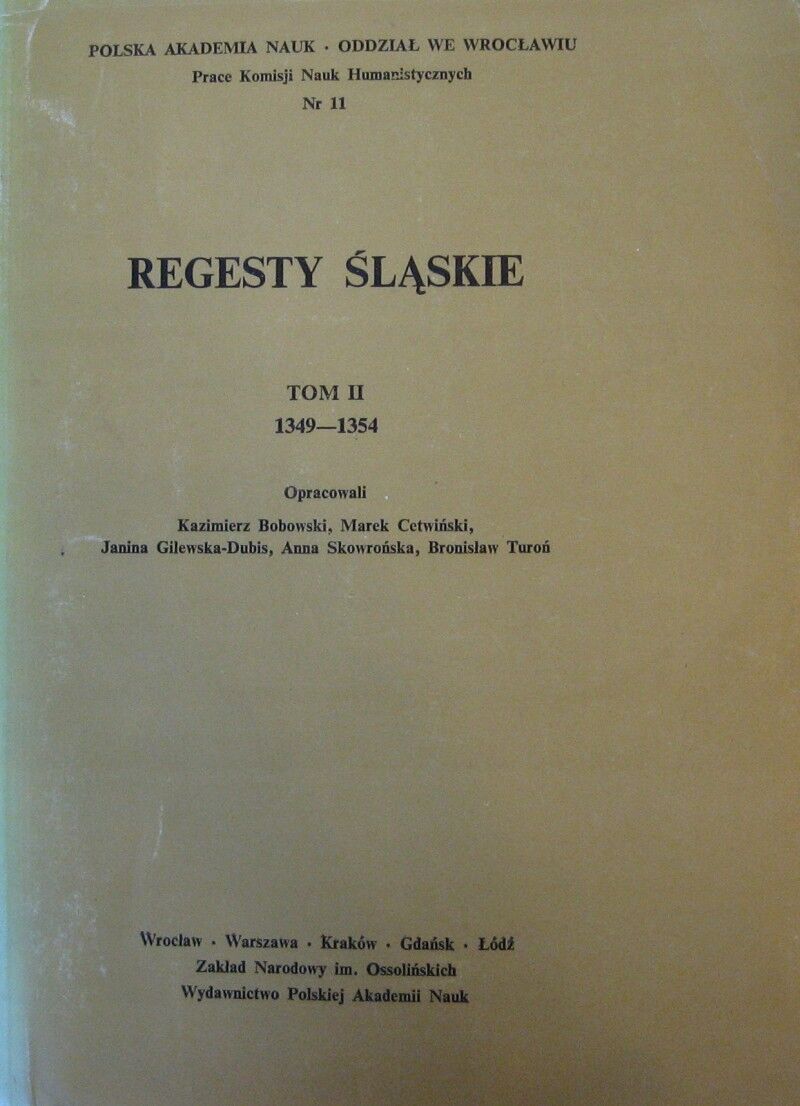 POLSKA AKADEMIA NAUK · ODDZIAŁ WE WROCŁAWIU
Prace Komisji Nauk Humanistycznych
Nr 11
REGESTY ŚLĄSKIE
TOM II
1349—1354
Opracowali
Kazimierz Bobowski, Marek Cetwiński,
Janina Gilewska-Dubis, Anna Skowrońska, Bronisław Turoń
Wrocław · Warszawa · Kraków · Gdańsk · Łódź
Zakład Narodowy im. Ossolińskich
Wydawnictwo Polskiej Akademii Nauk